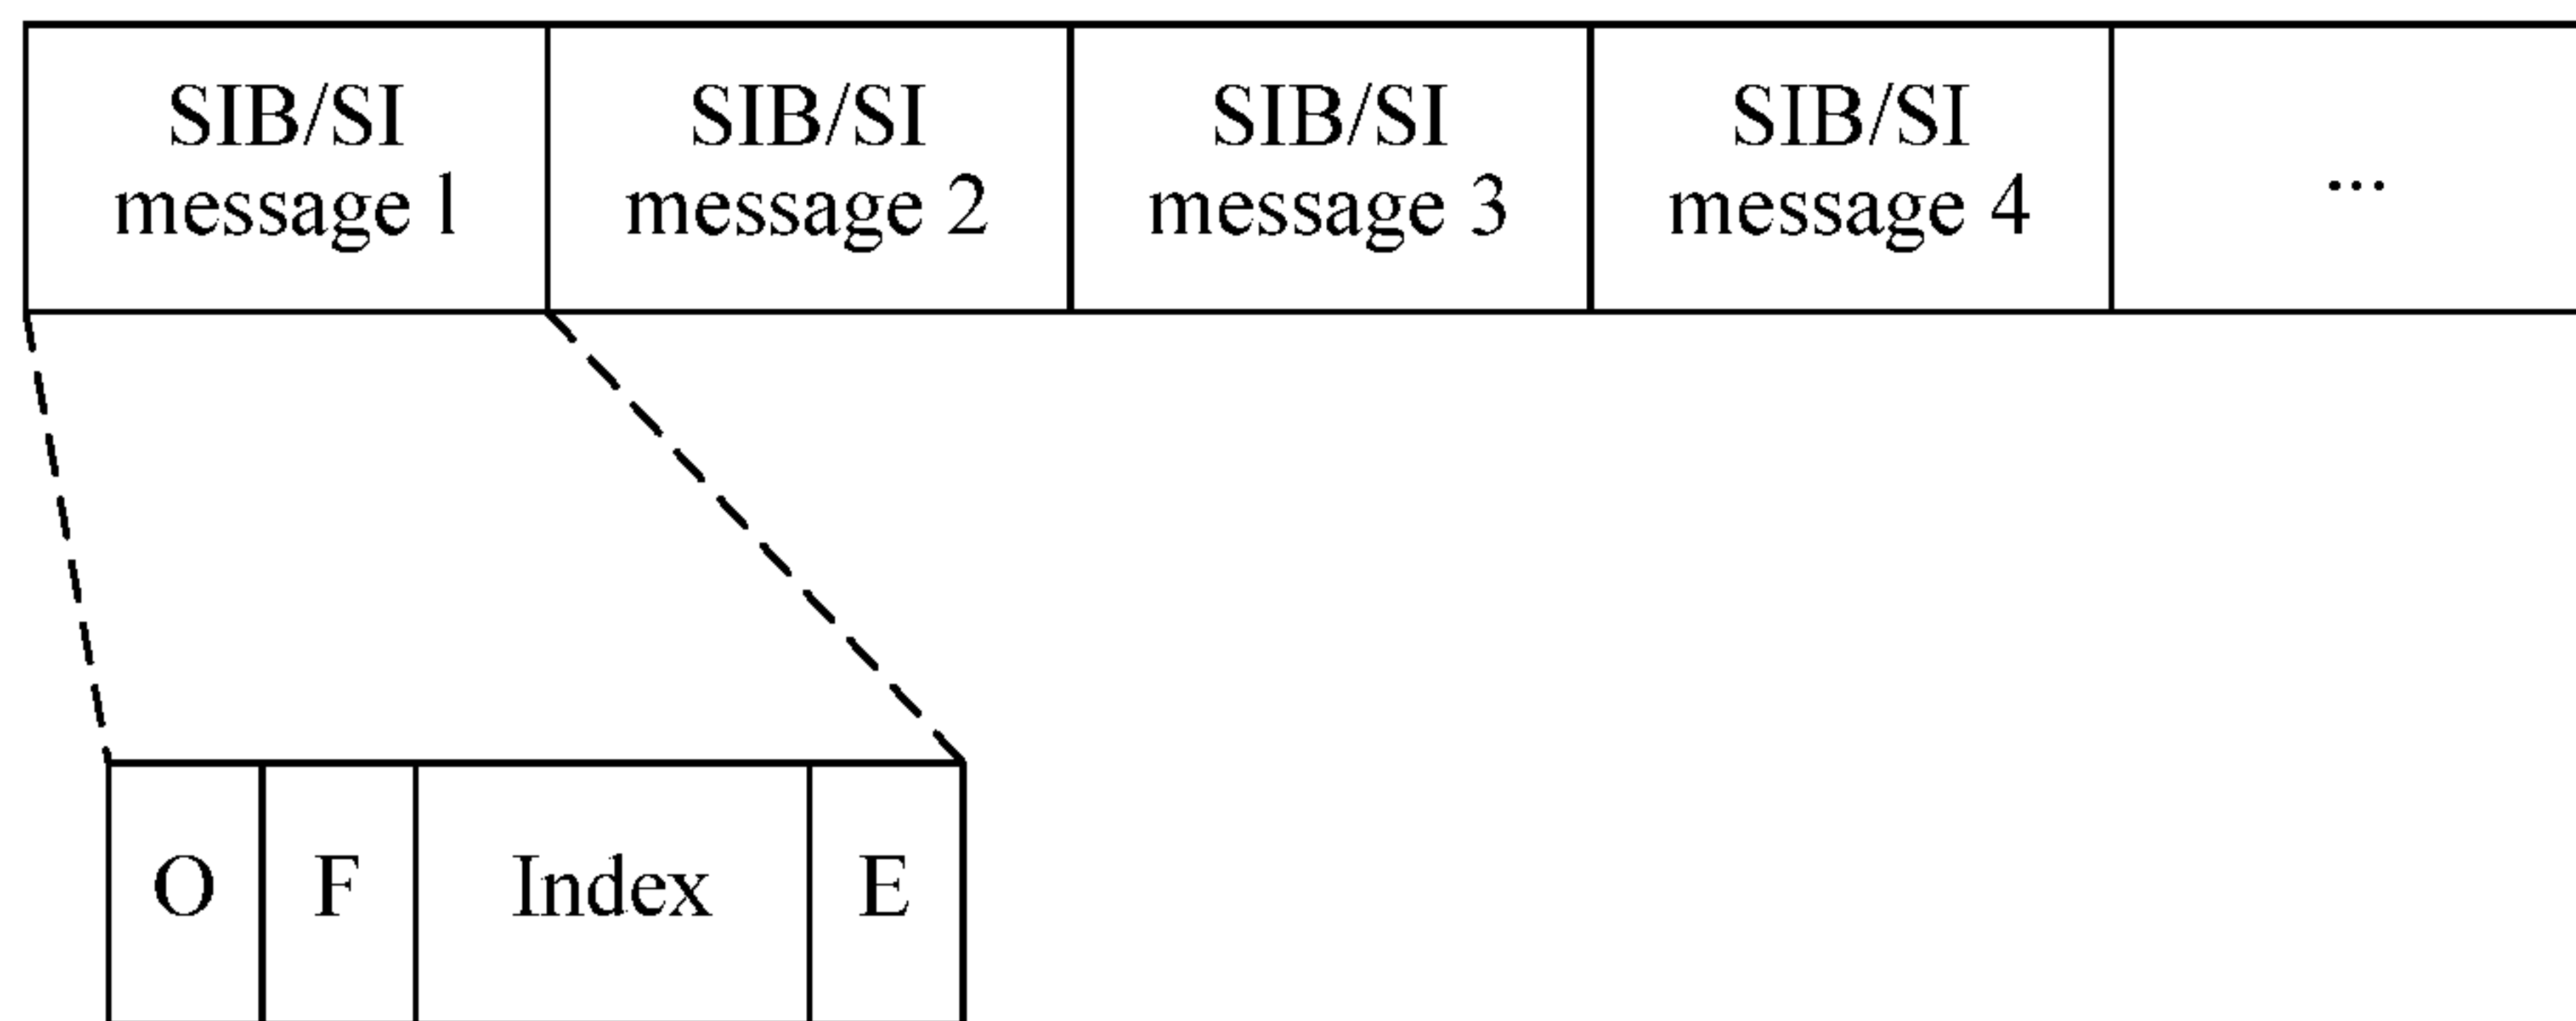 SIB/SI
message 1
SIB/SI
message 2
SIB/SI
message 3
SIB/SI
message 4
...
O
F
Index
E